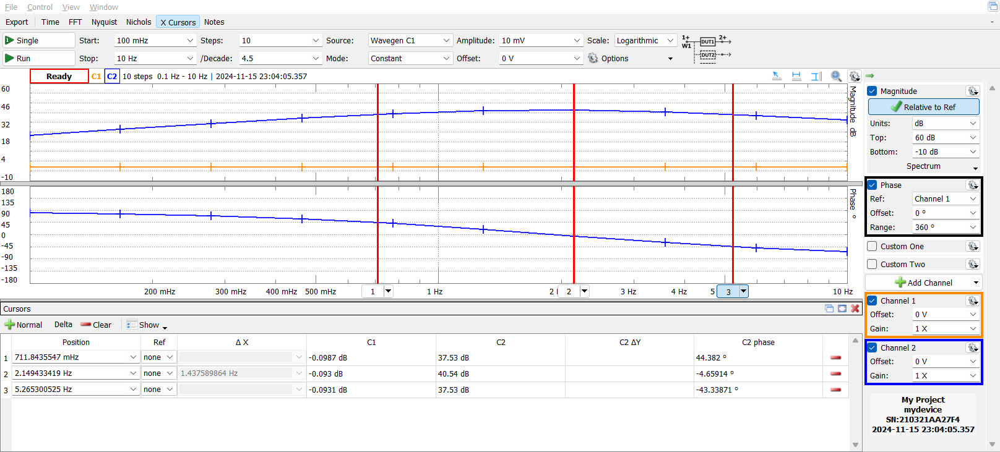 File Control View Window
Export Time FFT Nyquist Nichols X Cursors Notes
Single Start: 100 mHz Steps: 10 Source: Wavegen C1 Amplitude: 10 mV Scale: Logarithmic
Run Stop: 10 Hz /Decade: 4.5 Mode: Constant Offset: 0 V Options
1+ W1 DUT1 2+
DUT2
Ready C1 C2 10 steps 0.1 Hz - 10 Hz | 2024-11-15 23:04:05.357
60
46
32
18
4
-10
Magnitude dB
180
135
90
45
0
-45
-90
-135
-180
Phase °
200 mHz 300 mHz 400 mHz 500 mHz 1 1 Hz 2 2 3 Hz 4 Hz 5 3 10 Hz
Magnitude
Relative to Ref
Units: dB
Top: 60 dB
Bottom: -10 dB
Spectrum
Phase
Ref: Channel 1
Offset: 0 °
Range: 360 °
Custom One
Custom Two
Add Channel
Channel 1
Offset: 0 V
Gain: 1 X
Channel 2
Offset: 0 V
Gain: 1 X
My Project
mydevice
SN:210321AA27F4
2024-11-15 23:04:05.357
Cursors
Normal Delta Clear Show
Position Ref Δ X C1 C2 C2 ΔY C2 phase
1 711.8435547 mHz none -0.0987 dB 37.53 dB 44.382 °
2 2.149433419 Hz none 1.437589864 Hz -0.093 dB 40.54 dB -4.65914 °
3 5.265300525 Hz none -0.0931 dB 37.53 dB -43.33871 °